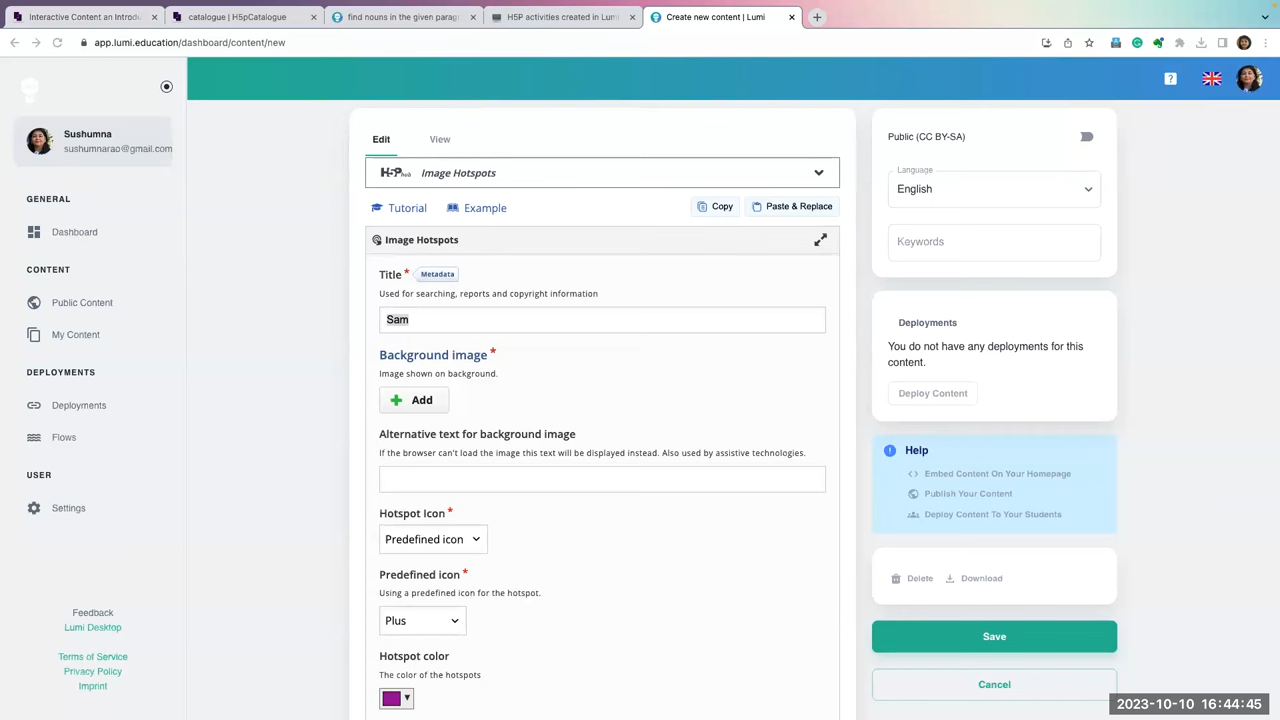 Interactive Content an Introd
catalogue | H5pCatalogue
find nouns in the given paragr
H5P activities created in Lumi
Create new content | Lumi
app.lumi.education/dashboard/content/new
Sushumna
sushumnarao@gmail.com
GENERAL
Dashboard
CONTENT
Public Content
My Content
DEPLOYMENTS
Deployments
Flows
USER
Settings
Feedback
Lumi Desktop
Terms of Service
Privacy Policy
Imprint
Edit View
H5P hub Image Hotspots
Tutorial Example Copy Paste & Replace
Image Hotspots
Title * Metadata
Used for searching, reports and copyright information
Sam
Background image *
Image shown on background.
Add
Alternative text for background image
If the browser can't load the image this text will be displayed instead. Also used by assistive technologies.
Hotspot Icon *
Predefined icon
Predefined icon *
Using a predefined icon for the hotspot.
Plus
Hotspot color
The color of the hotspots
Public (CC BY-SA)
Language
English
Keywords
Deployments
You do not have any deployments for this
content.
Deploy Content
Help
Embed Content On Your Homepage
Publish Your Content
Deploy Content To Your Students
Delete Download
Save
Cancel
2023-10-10 16:44:45